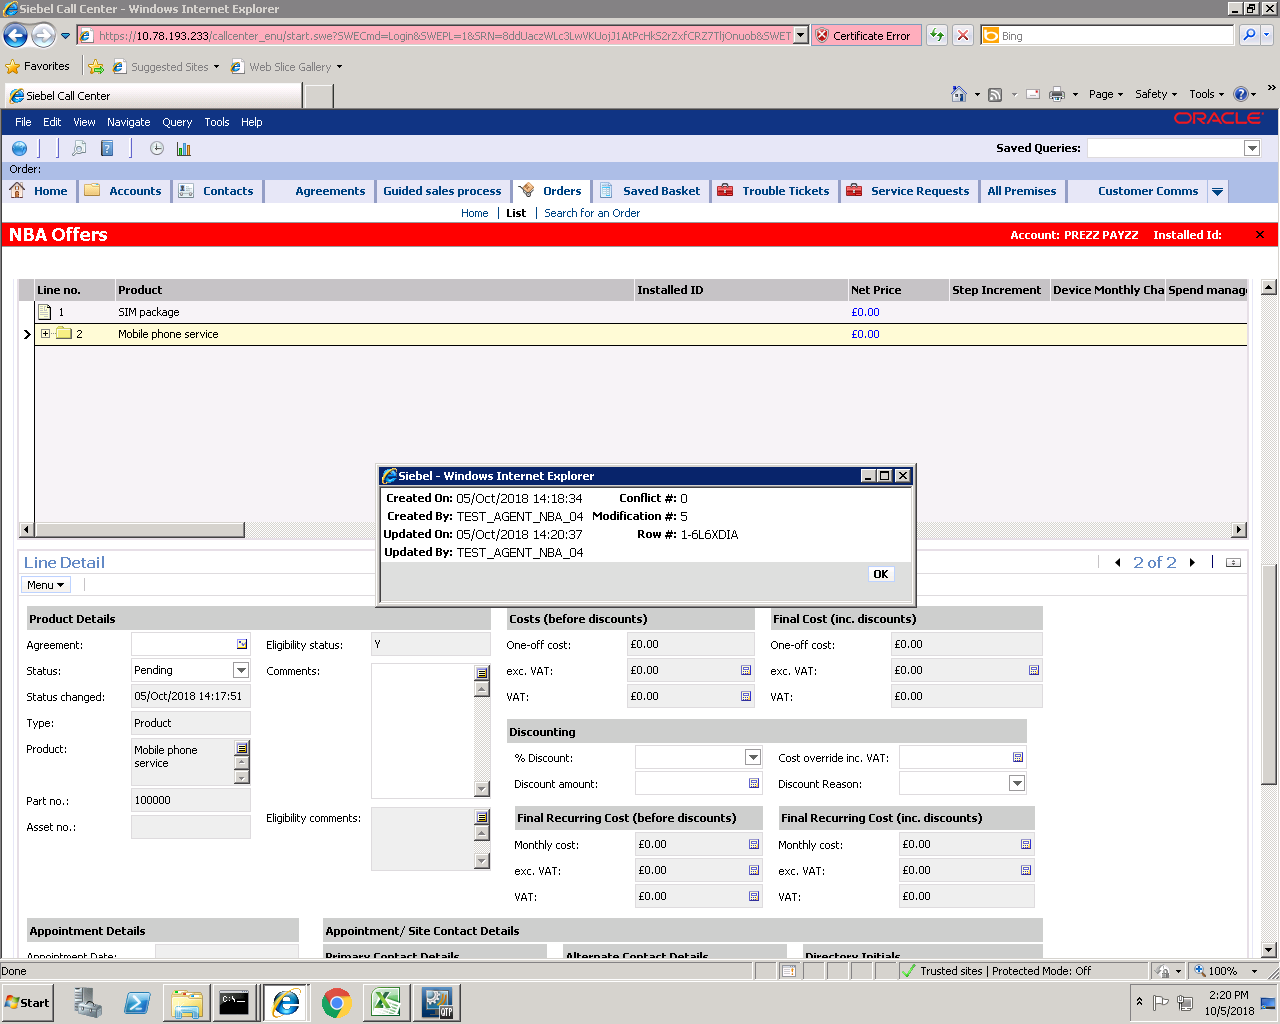 Siebel Call Center - Windows Internet Explorer
https://10.78.193.233/callcenter_enu/start.swe?SWECmd=Login&SWEPL=1&SRN=8ddUaczWLc3LwVKUojJ1AtPcHkS2rZxfCRZ7TljOnuob&SWET
Certificate Error
Bing
Favorites
Suggested Sites
Web Slice Gallery
Siebel Call Center
Page
Safety
Tools
File Edit View Navigate Query Tools Help
ORACLE
Saved Queries:
Order:
Home Accounts Contacts Agreements Guided sales process Orders Saved Basket Trouble Tickets Service Requests All Premises Customer Comms
Home | List | Search for an Order
NBA Offers
Account: PREZZ PAYZZ Installed Id:
Line no. Product Installed ID Net Price Step Increment Device Monthly Cha Spend manag
1 SIM package £0.00
2 Mobile phone service £0.00
Siebel - Windows Internet Explorer
Created On: 05/Oct/2018 14:18:34 Conflict #: 0
Created By: TEST_AGENT_NBA_04 Modification #: 5
Updated On: 05/Oct/2018 14:20:37 Row #: 1-6L6XDIA
Updated By: TEST_AGENT_NBA_04
OK
Line Detail
2 of 2
Menu
Product Details
Costs (before discounts)
Final Cost (inc. discounts)
Agreement:
Eligibility status: Y
One-off cost: £0.00
One-off cost: £0.00
Status: Pending
Comments:
exc. VAT: £0.00
exc. VAT: £0.00
Status changed: 05/Oct/2018 14:17:51
VAT: £0.00
VAT: £0.00
Type: Product
Discounting
Product: Mobile phone
service
% Discount:
Cost override inc. VAT:
Discount amount:
Discount Reason:
Part no.: 100000
Asset no.:
Eligibility comments:
Final Recurring Cost (before discounts)
Final Recurring Cost (inc. discounts)
Monthly cost: £0.00
Monthly cost: £0.00
exc. VAT: £0.00
exc. VAT: £0.00
VAT: £0.00
VAT: £0.00
Appointment Details
Appointment/ Site Contact Details
Appointment Date:
Primary Contact Details
Alternate Contact Details
Directory Initials
Done
Trusted sites | Protected Mode: Off
100%
Start
C:\
QTP
2:20 PM
10/5/2018